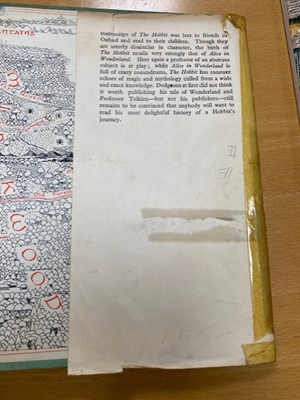 manuscript of The Hobbit was lent to friends in
Oxford and read to their children. Though they
are utterly dissimilar in character, the birth of
The Hobbit recalls very strongly that of Alice in
Wonderland. Here again a professor of an abstruse
subject is at play; while Alice in Wonderland is
full of crazy conundrums, The Hobbit has constant
echoes of magic and mythology culled from a wide
and exact knowledge. Dodgeson at first did not think it
worth publishing his tale of Wonderland and
Professor Tolkien—but not his publishers—still
remains to be convinced that anybody will want to
read his most delightful history of a Hobbit's
journey.
M
I
R
K
WOOD